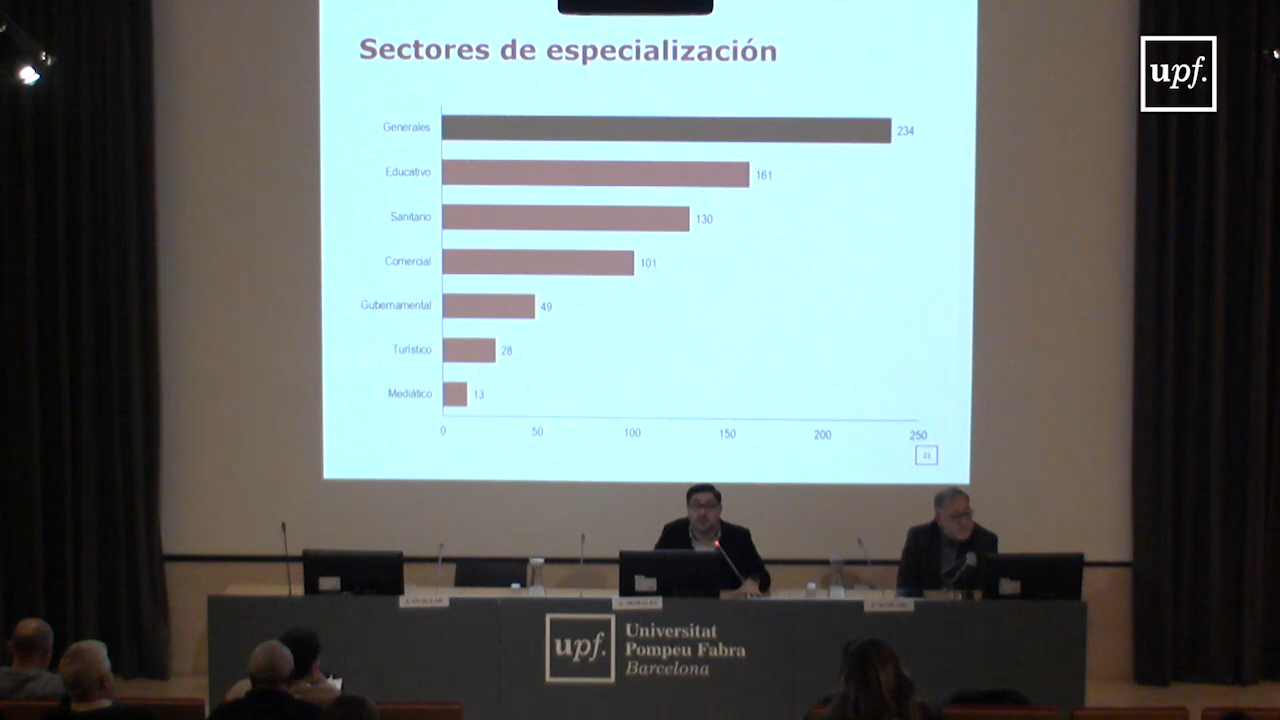 Sectores de especialización
upf.
Generales 234
Educativo 161
Sanitario 130
Comercial 101
Gubernamental 49
Turístico 28
Mediático 13
0 50 100 150 200 250
upf.
Universitat
Pompeu Fabra
Barcelona